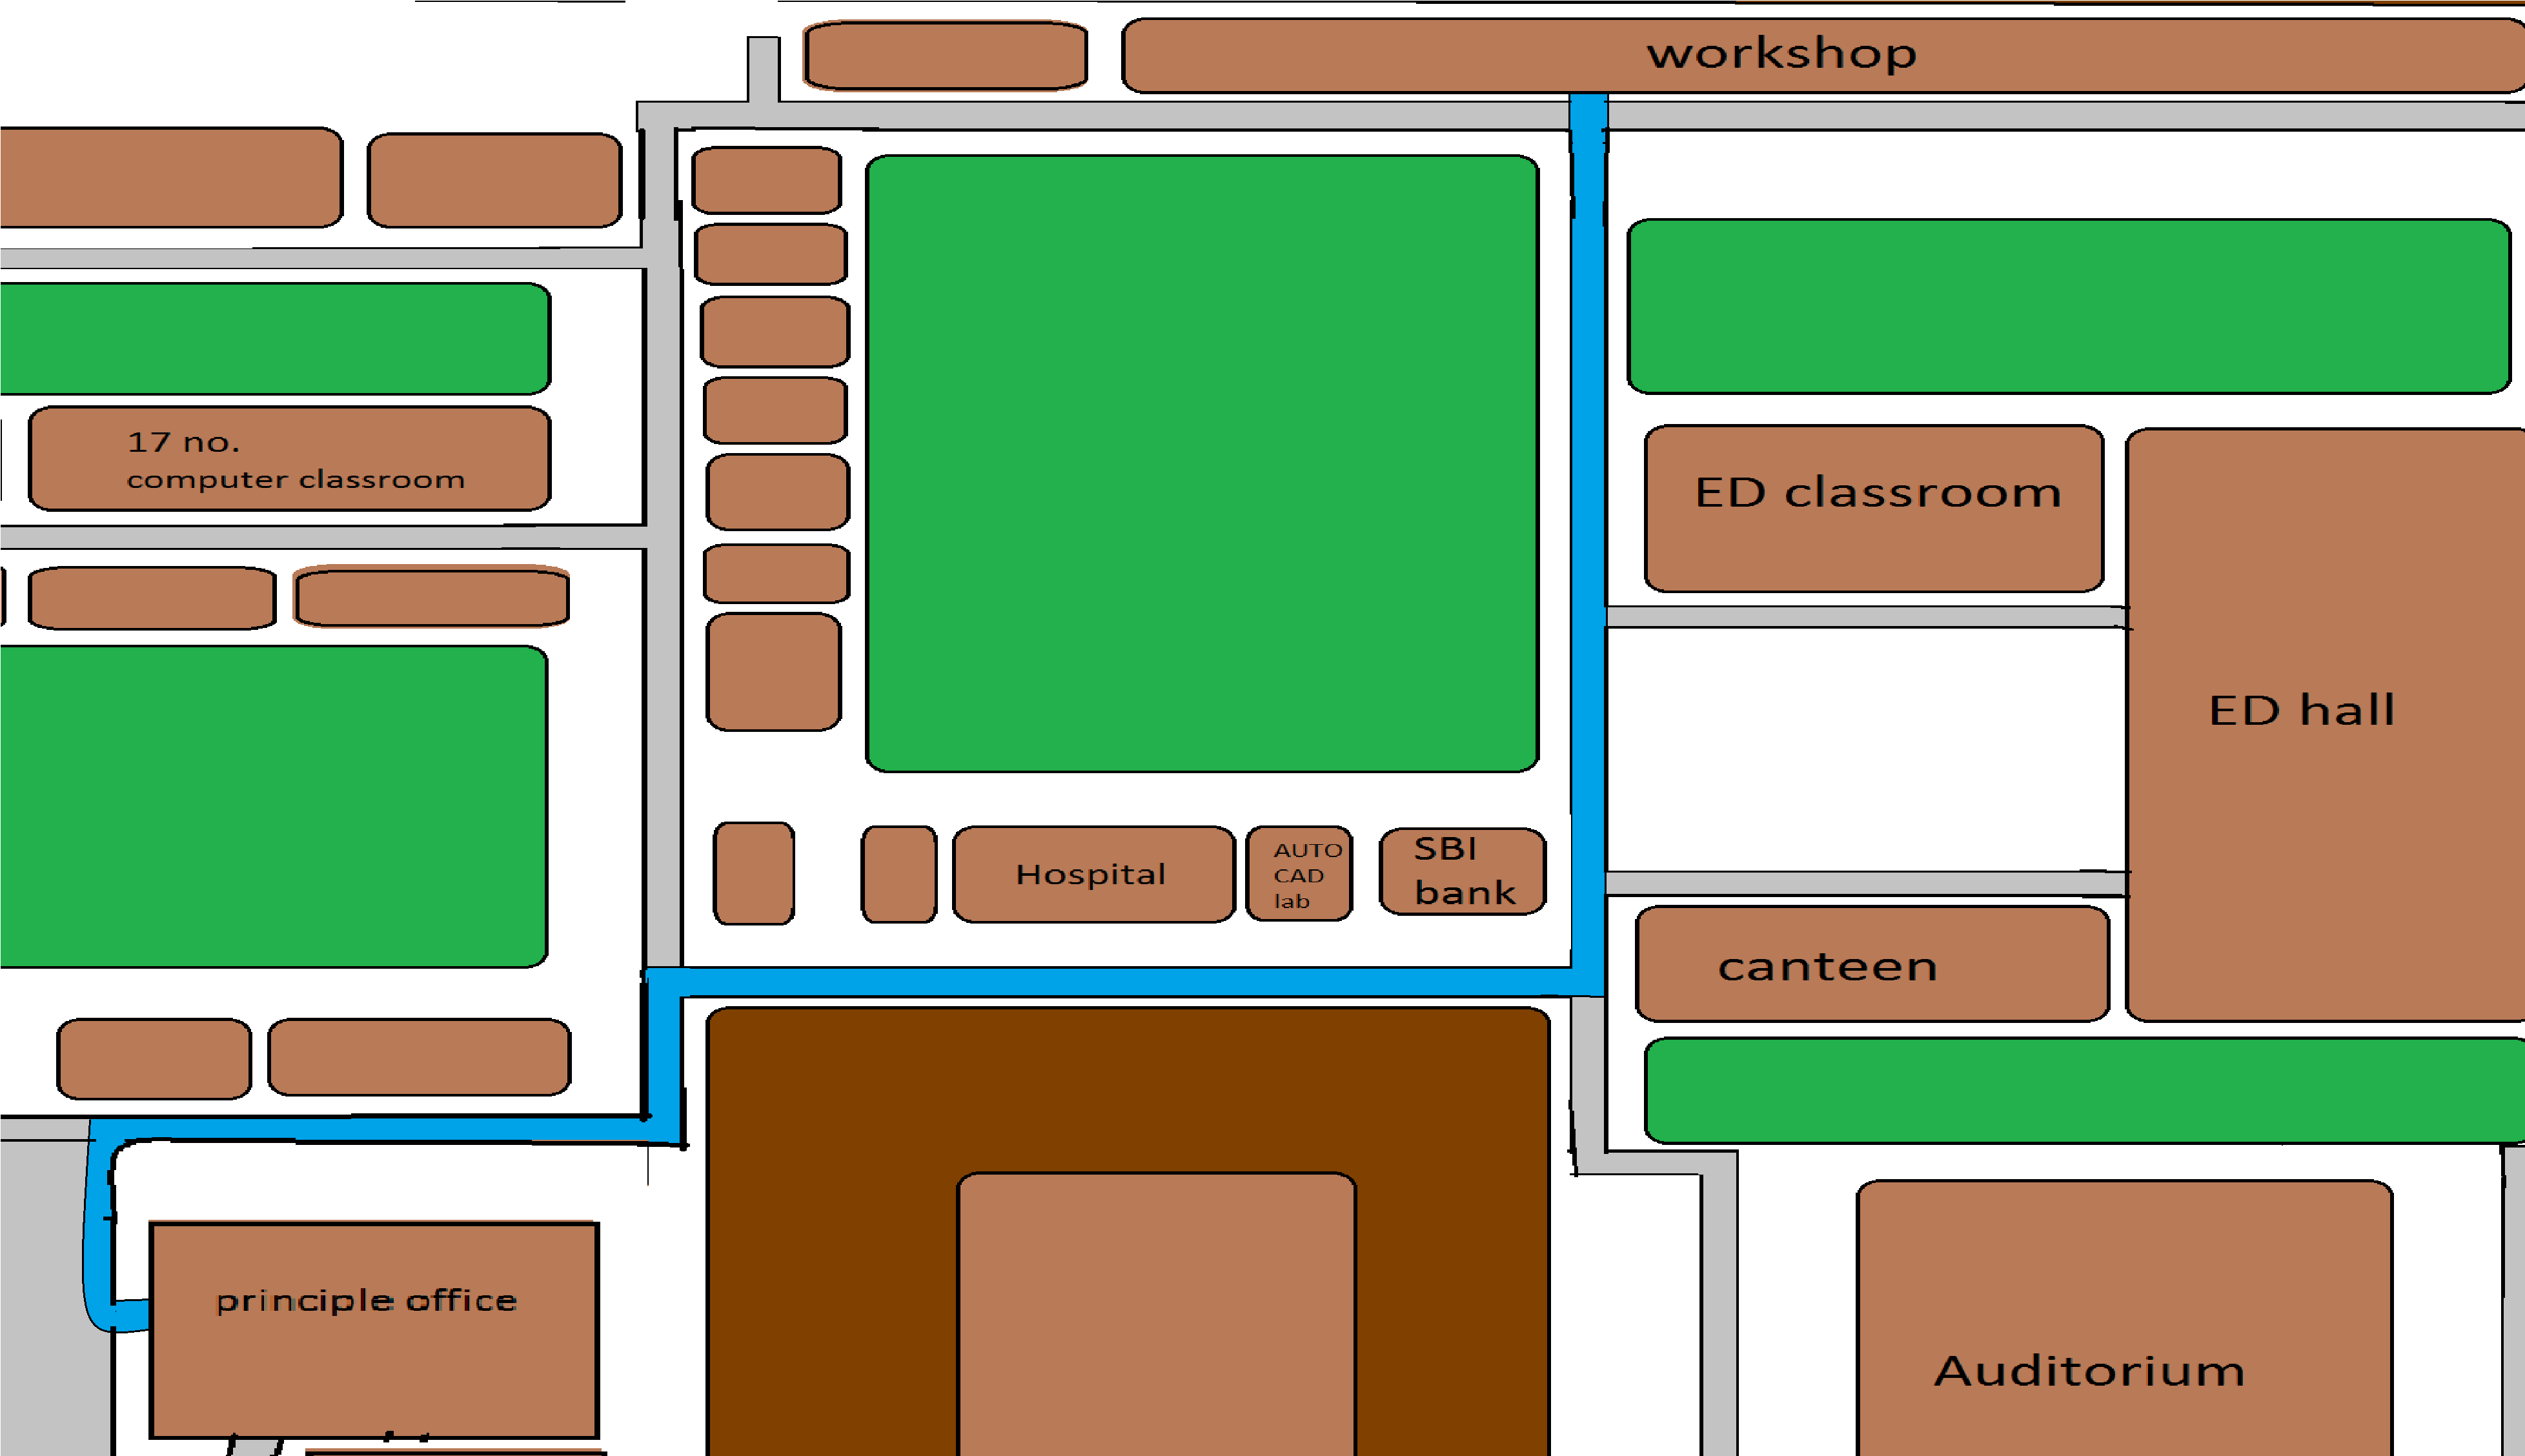 workshop
17 no.
computer classroom
ED classroom
ED hall
Hospital
AUTO
CAD
lab
SBI
bank
canteen
principle office
Auditorium